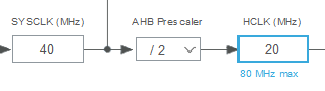 SYSCLK (MHz)
AHB Prescaler
HCLK (MHz)
40
/ 2
20
80 MHz max